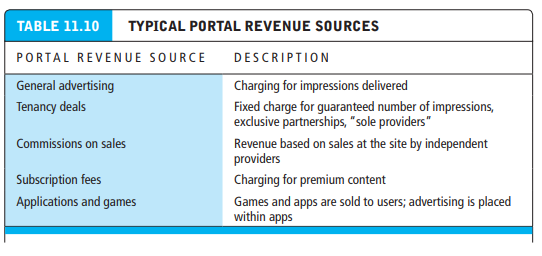 TABLE 11.10 TYPICAL PORTAL REVENUE SOURCES
PORTAL REVENUE SOURCE DESCRIPTION
General advertising Charging for impressions delivered
Tenancy deals Fixed charge for guaranteed number of impressions,
exclusive partnerships, “sole providers”
Commissions on sales Revenue based on sales at the site by independent
providers
Subscription fees Charging for premium content
Applications and games Games and apps are sold to users; advertising is placed
within apps